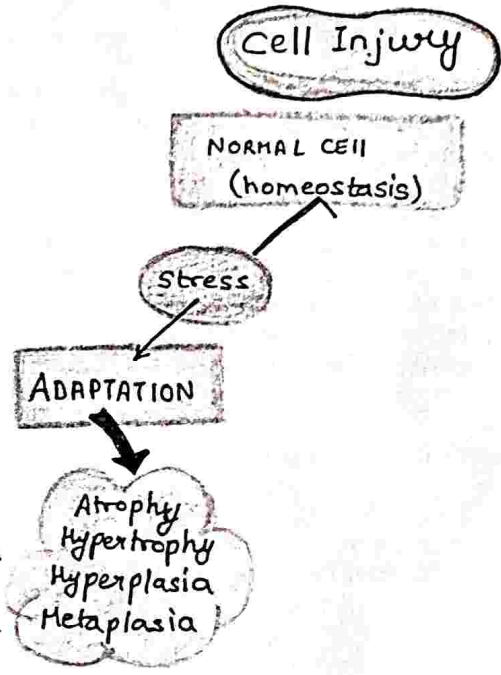 Cell Injury
NORMAL CELL
(homeostasis)
Stress
ADAPTATION
Atrophy
Hypertrophy
Hyperplasia
Metaplasia